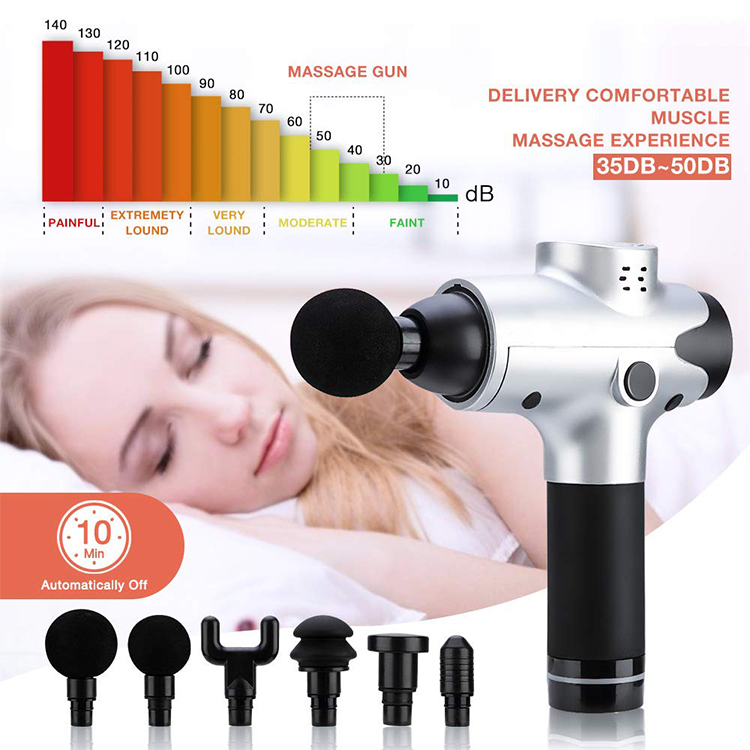 140
130
120
110
100
90
80
70
60
50
40
30
20
10
dB
MASSAGE GUN
PAINFUL
EXTREMETY
LOUND
VERY
LOUND
MODERATE
FAINT
DELIVERY COMFORTABLE
MUSCLE
MASSAGE EXPERIENCE
35DB~50DB
10
Min
Automatically Off